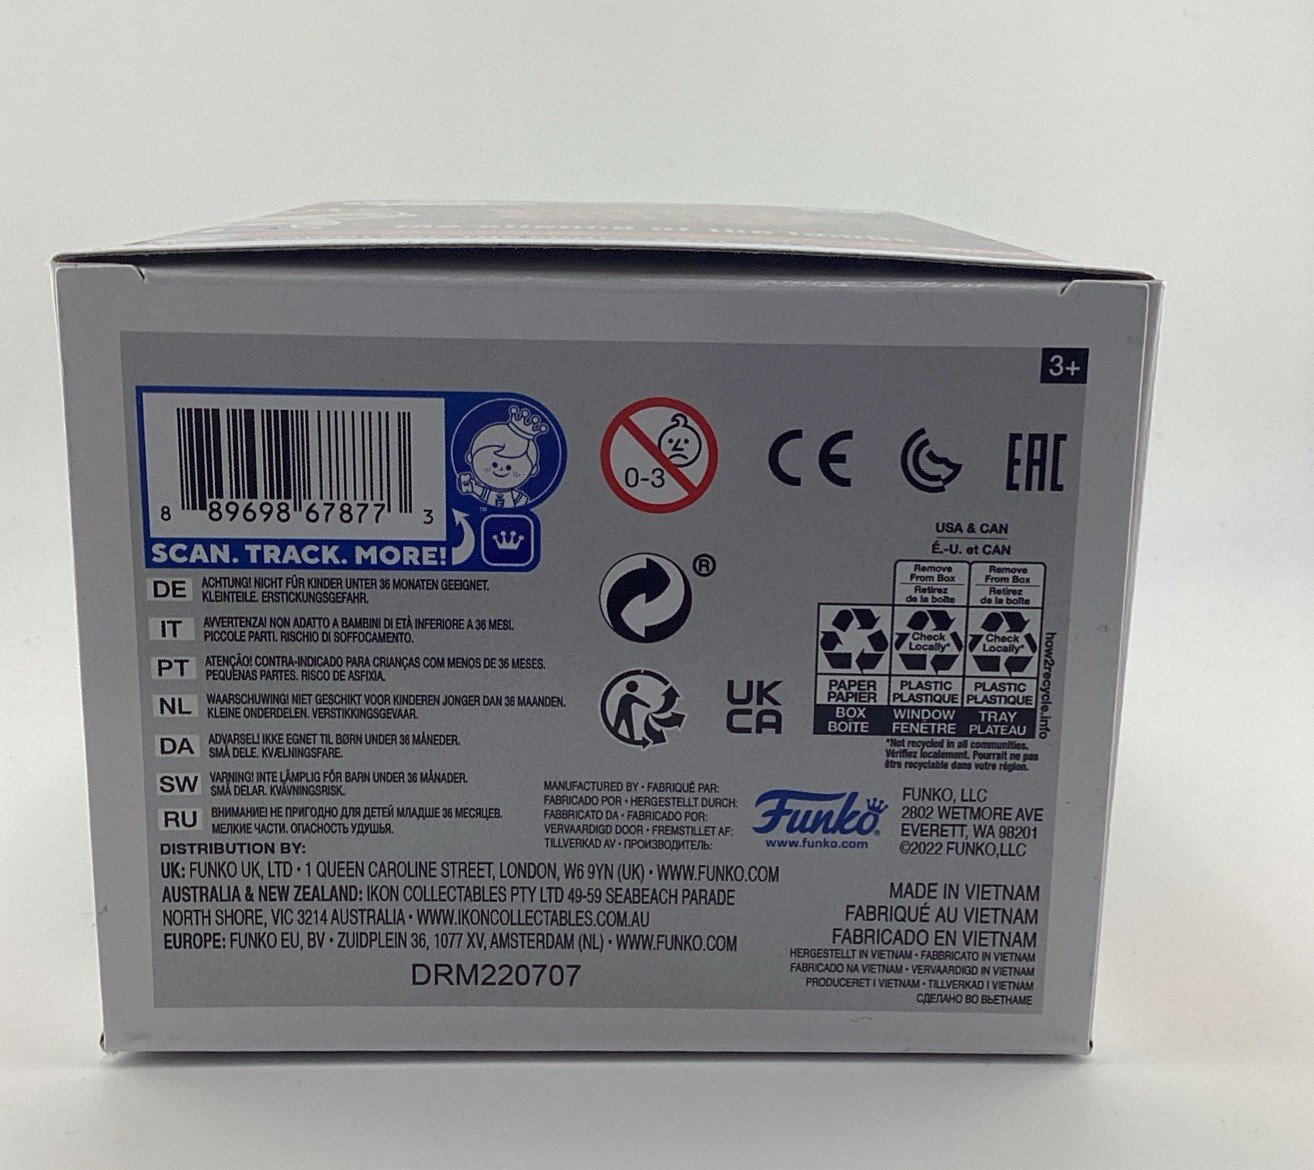 the silence of the lambs
3+
8 89698 67877 3
SCAN. TRACK. MORE!
™
0-3
CE
EAC
USA & CAN
É.-U. et CAN
Remove From Box
Retirez de la boîte
Remove From Box
Retirez de la boîte
Check Locally*
Check Locally*
PAPER PAPIER
PLASTIC PLASTIQUE
PLASTIC PLASTIQUE
BOX BOÎTE
WINDOW FENÊTRE
TRAY PLATEAU
how2recycle.info
*Not recycled in all communities.
Vérifiez localement. Pourrait ne pas
être recyclable dans votre région.
®
UK
CA
DE ACHTUNG! NICHT FÜR KINDER UNTER 36 MONATEN GEEIGNET.
KLEINTEILE. ERSTICKUNGSGEFAHR.
IT AVVERTENZA! NON ADATTO A BAMBINI DI ETÀ INFERIORE A 36 MESI.
PICCOLE PARTI. RISCHIO DI SOFFOCAMENTO.
PT ATENÇÃO! CONTRA-INDICADO PARA CRIANÇAS COM MENOS DE 36 MESES.
PEQUENAS PARTES. RISCO DE ASFIXIA.
NL WAARSCHUWING! NIET GESCHIKT VOOR KINDEREN JONGER DAN 36 MAANDEN.
KLEINE ONDERDELEN. VERSTIKKINGSGEVAAR.
DA ADVARSEL! IKKE EGNET TIL BØRN UNDER 36 MÅNEDER.
SMÅ DELE. KVÆLNINGSFARE.
SW VARNING! INTE LÄMPLIG FÖR BARN UNDER 36 MÅNADER.
SMÅ DELAR. KVÄVNINGSRISK.
RU ВНИМАНИЕ! НЕ ПРИГОДНО ДЛЯ ДЕТЕЙ МЛАДШЕ 36 МЕСЯЦЕВ.
МЕЛКИЕ ЧАСТИ. ОПАСНОСТЬ УДУШЬЯ.
MANUFACTURED BY • FABRIQUÉ PAR:
FABRICADO POR • HERGESTELLT DURCH:
FABBRICATO DA • FABRICADO POR:
VERVAARDIGD DOOR • FREMSTILLET AF:
TILLVERKAD AV • ПРОИЗВОДИТЕЛЬ:
Funko®
www.funko.com
FUNKO, LLC
2802 WETMORE AVE
EVERETT, WA 98201
©2022 FUNKO,LLC
DISTRIBUTION BY:
UK: FUNKO UK, LTD • 1 QUEEN CAROLINE STREET, LONDON, W6 9YN (UK) • WWW.FUNKO.COM
AUSTRALIA & NEW ZEALAND: IKON COLLECTABLES PTY LTD 49-59 SEABEACH PARADE
NORTH SHORE, VIC 3214 AUSTRALIA • WWW.IKONCOLLECTABLES.COM.AU
EUROPE: FUNKO EU, BV • ZUIDPLEIN 36, 1077 XV, AMSTERDAM (NL) • WWW.FUNKO.COM
DRM220707
MADE IN VIETNAM
FABRIQUÉ AU VIETNAM
FABRICADO EN VIETNAM
HERGESTELLT IN VIETNAM • FABBRICATO IN VIETNAM
FABRICADO NA VIETNAM • VERVAARDIGD IN VIETNAM
PRODUCERET I VIETNAM • TILLVERKAD I VIETNAM
СДЕЛАНО ВО ВЬЕТНАМЕ